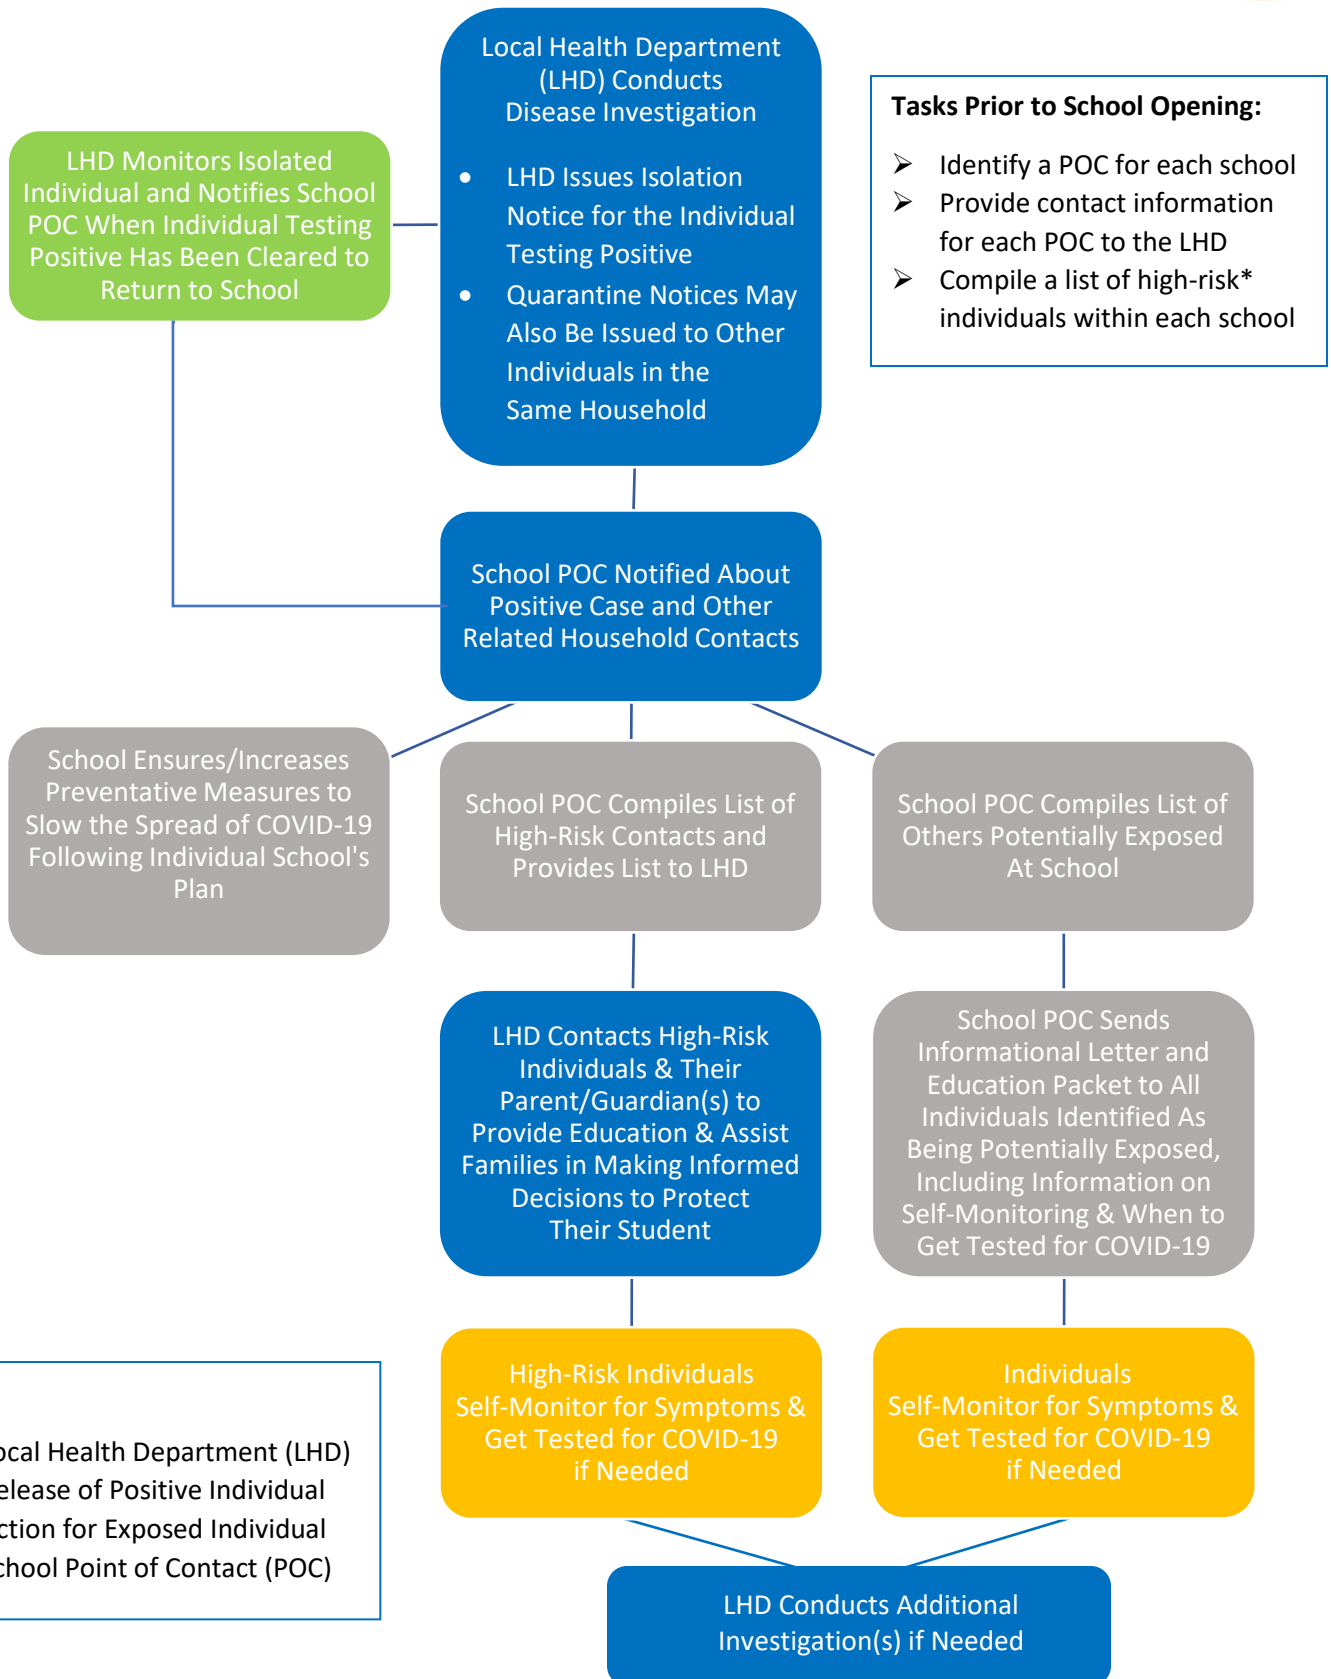 Local Health Department
(LHD) Conducts
Disease Investigation
• LHD Issues Isolation
Notice for the Individual
Testing Positive
• Quarantine Notices May
Also Be Issued to Other
Individuals in the
Same Household
Tasks Prior to School Opening:
➢ Identify a POC for each school
➢ Provide contact information
for each POC to the LHD
➢ Compile a list of high-risk*
individuals within each school
LHD Monitors Isolated
Individual and Notifies School
POC When Individual Testing
Positive Has Been Cleared to
Return to School
School POC Notified About
Positive Case and Other
Related Household Contacts
School Ensures/Increases
Preventative Measures to
Slow the Spread of COVID-19
Following Individual School's
Plan
School POC Compiles List of
High-Risk Contacts and
Provides List to LHD
School POC Compiles List of
Others Potentially Exposed
At School
LHD Contacts High-Risk
Individuals & Their
Parent/Guardian(s) to
Provide Education & Assist
Families in Making Informed
Decisions to Protect
Their Student
School POC Sends
Informational Letter and
Education Packet to All
Individuals Identified As
Being Potentially Exposed,
Including Information on
Self-Monitoring & When to
Get Tested for COVID-19
High-Risk Individuals
Self-Monitor for Symptoms &
Get Tested for COVID-19
if Needed
Individuals
Self-Monitor for Symptoms &
Get Tested for COVID-19
if Needed
ocal Health Department (LHD)
elease of Positive Individual
ction for Exposed Individual
chool Point of Contact (POC)
LHD Conducts Additional
Investigation(s) if Needed